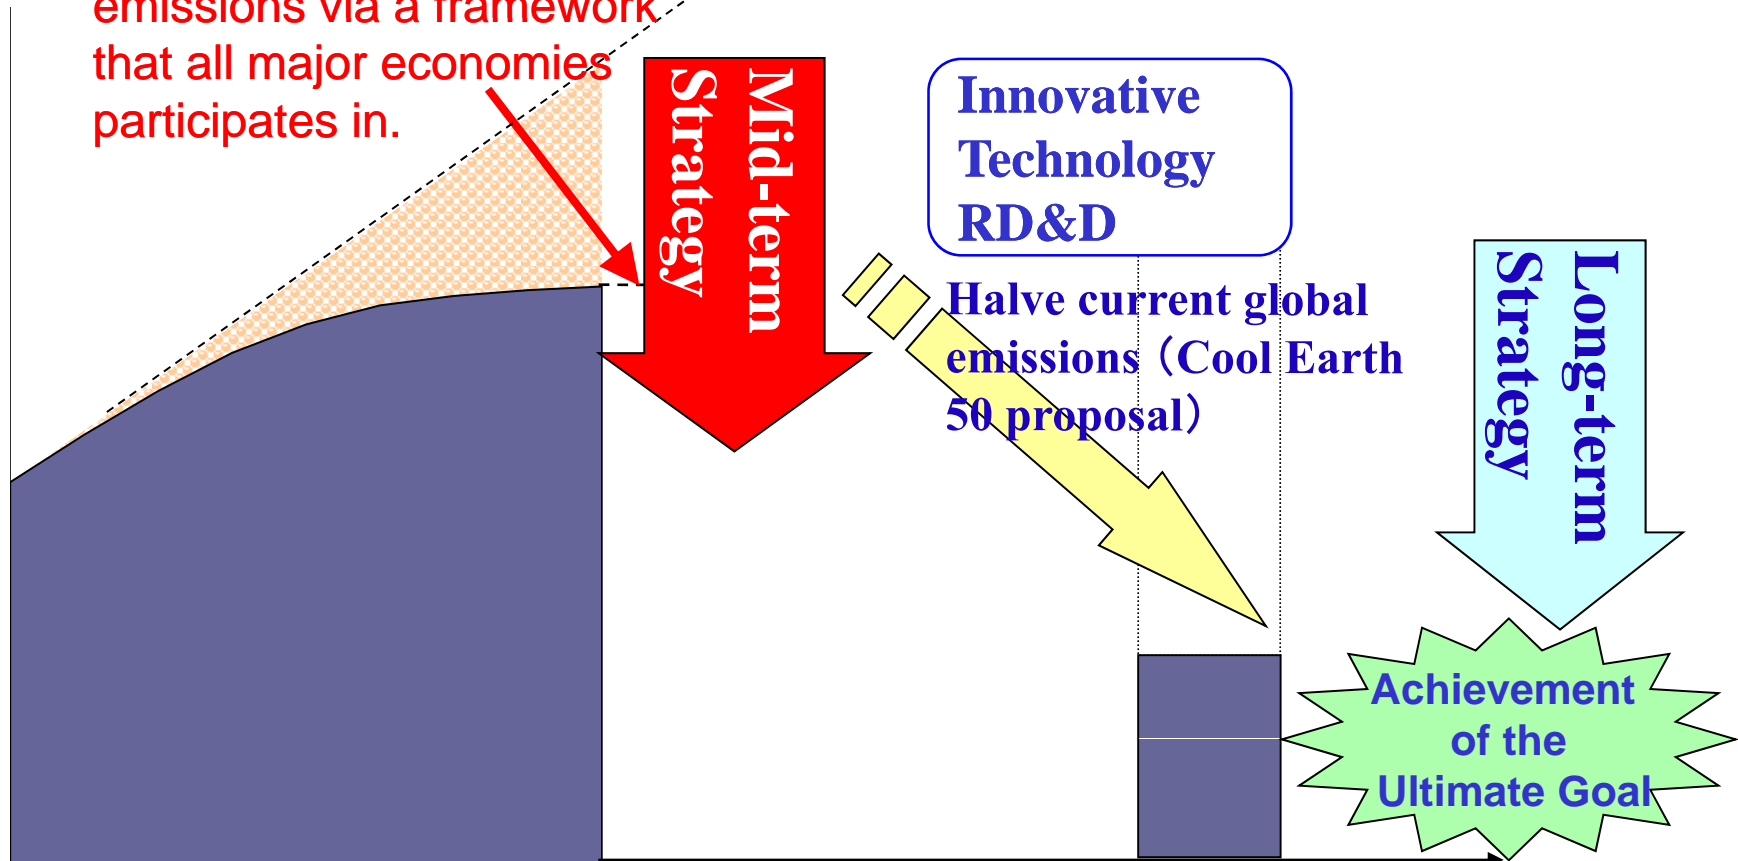 emissions via a framework
that all major economies
participates in.
Mid-term
Strategy
Innovative
Technology
RD&D
Halve current global
emissions（Cool Earth
50 proposal）
Long-term
Strategy
Achievement
of the
Ultimate Goal